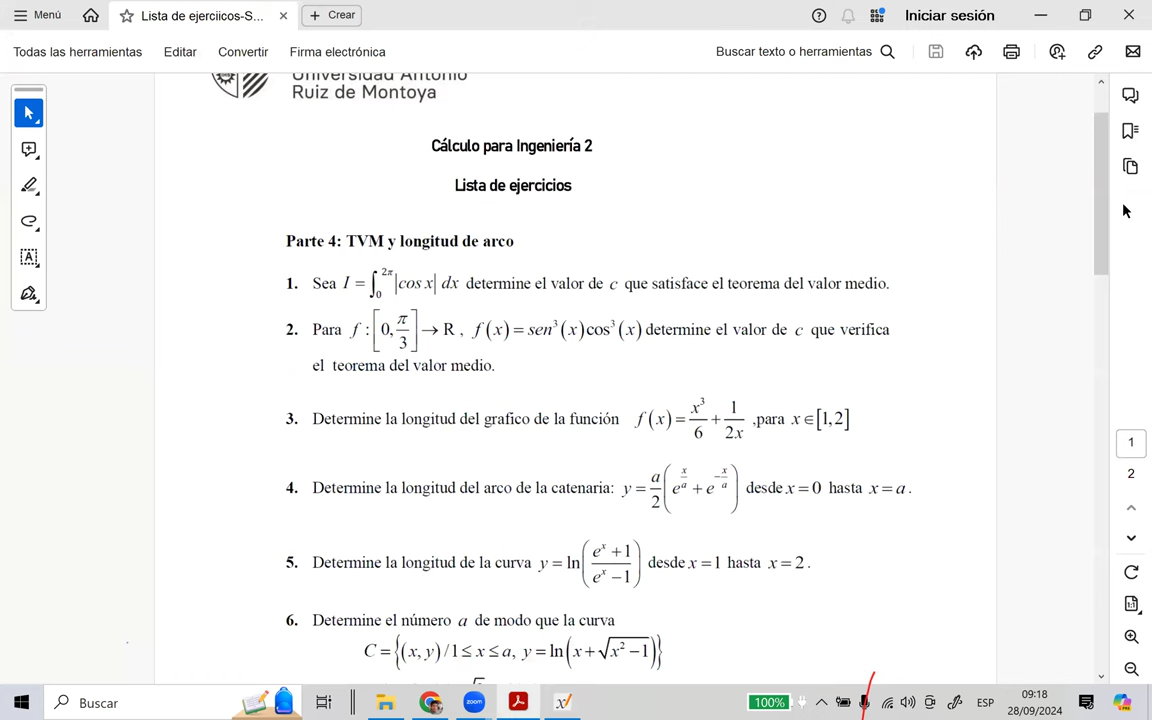 Menú
Lista de ejerciicos-S...
Crear
Iniciar sesión
Todas las herramientas
Editar
Convertir
Firma electrónica
Buscar texto o herramientas
Universidad Antonio
Ruiz de Montoya
Cálculo para Ingeniería 2
Lista de ejercicios
Parte 4: TVM y longitud de arco
1. Sea I = ∫₀^{2π} |cos x| dx determine el valor de c que satisface el teorema del valor medio.
2. Para f : [0, π/3] → R , f(x) = sen³(x)cos³(x) determine el valor de c que verifica
el teorema del valor medio.
3. Determine la longitud del grafico de la función f(x) = x³/6 + 1/2x ,para x ∈ [1,2]
4. Determine la longitud del arco de la catenaria: y = a/2 (e^{x/a} + e^{-x/a}) desde x = 0 hasta x = a .
5. Determine la longitud de la curva y = ln((eˣ + 1)/(eˣ − 1)) desde x = 1 hasta x = 2 .
6. Determine el número a de modo que la curva
C = {(x, y) / 1 ≤ x ≤ a, y = ln(x + √(x² − 1))}
1
2
Buscar
100%
ESP
09:18
28/09/2024